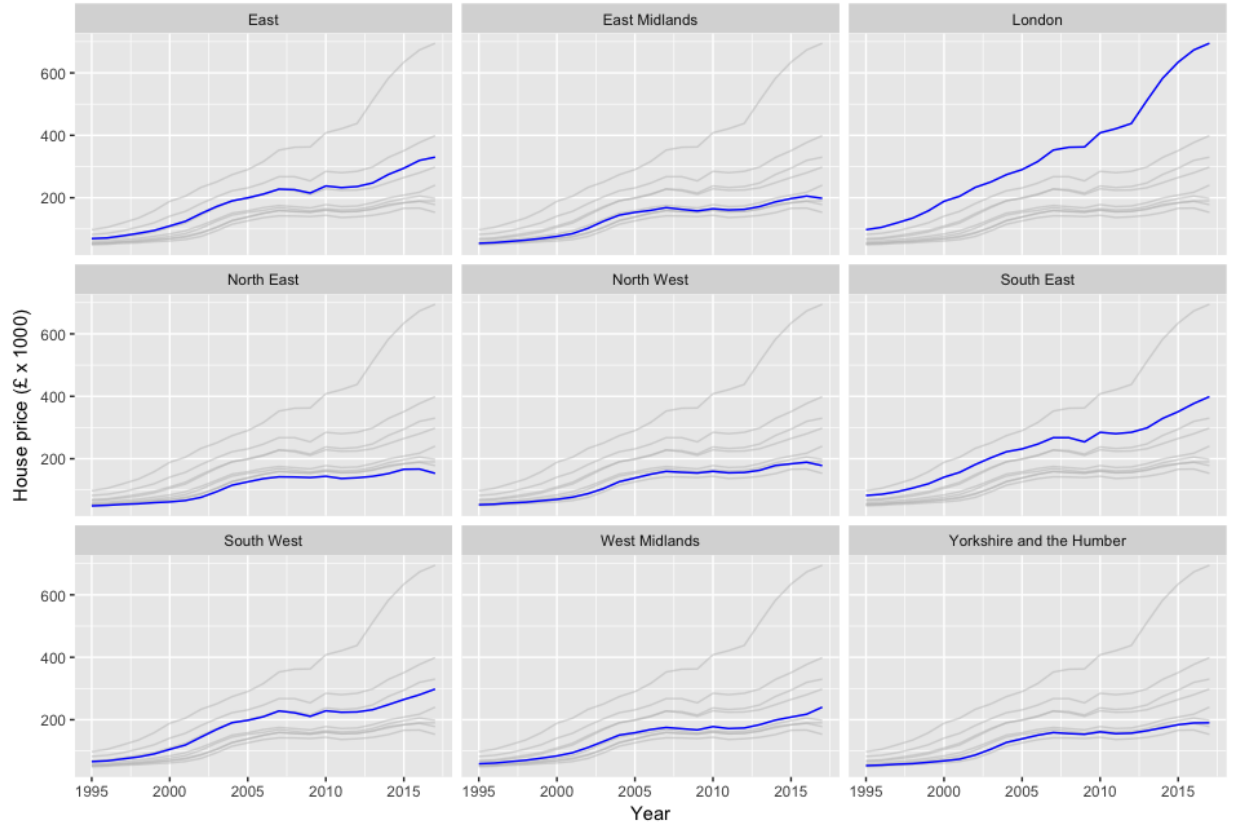 East East Midlands London
600
400
200
North East North West South East
600
400
200
House price (£ x 1000)
South West West Midlands Yorkshire and the Humber
600
400
200
1995 2000 2005 2010 2015 1995 2000 2005 2010 2015 1995 2000 2005 2010 2015
Year